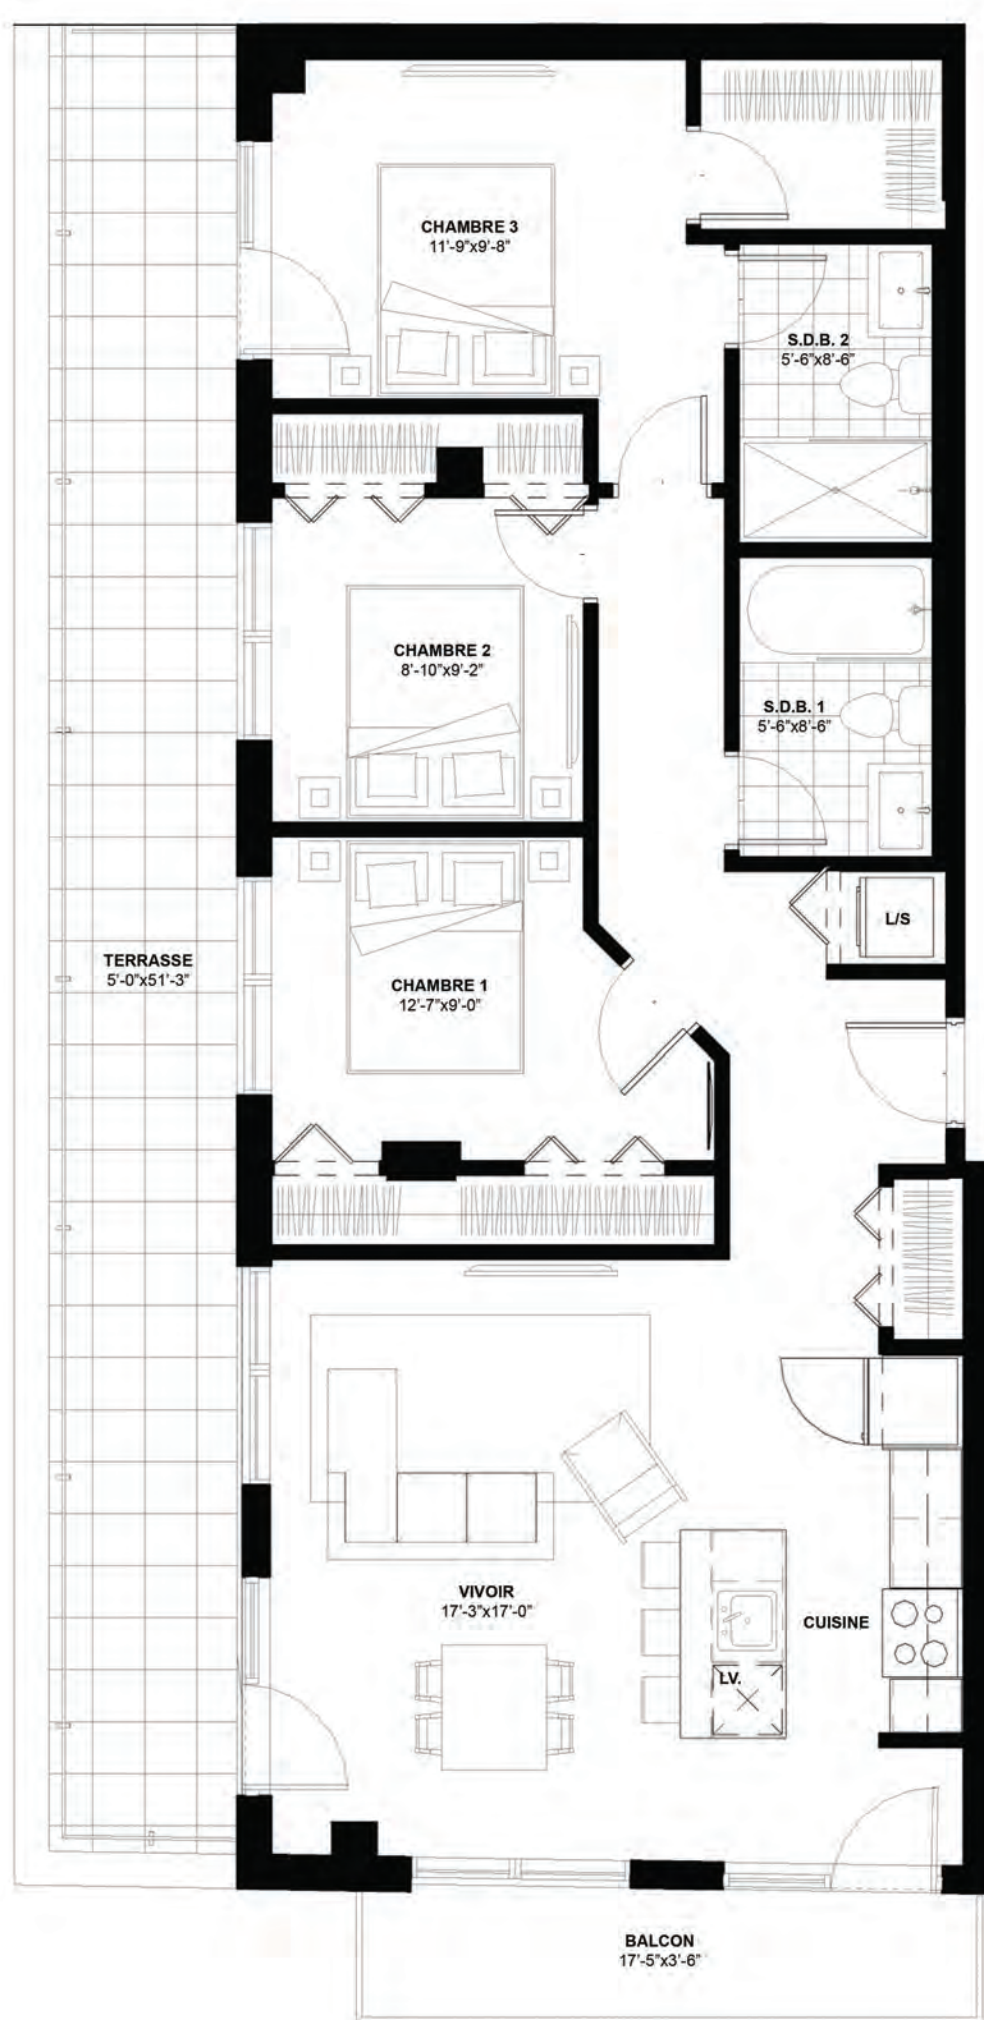 CHAMBRE 3
11'-9"x9'-8"
S.D.B. 2
5'-6"x8'-6"
CHAMBRE 2
8'-10"x9'-2"
S.D.B. 1
5'-6"x8'-6"
L/S
TERRASSE
5'-0"x51'-3"
CHAMBRE 1
12'-7"x9'-0"
VIVOIR
17'-3"x17'-0"
CUISINE
LV.
BALCON
17'-5"x3'-6"